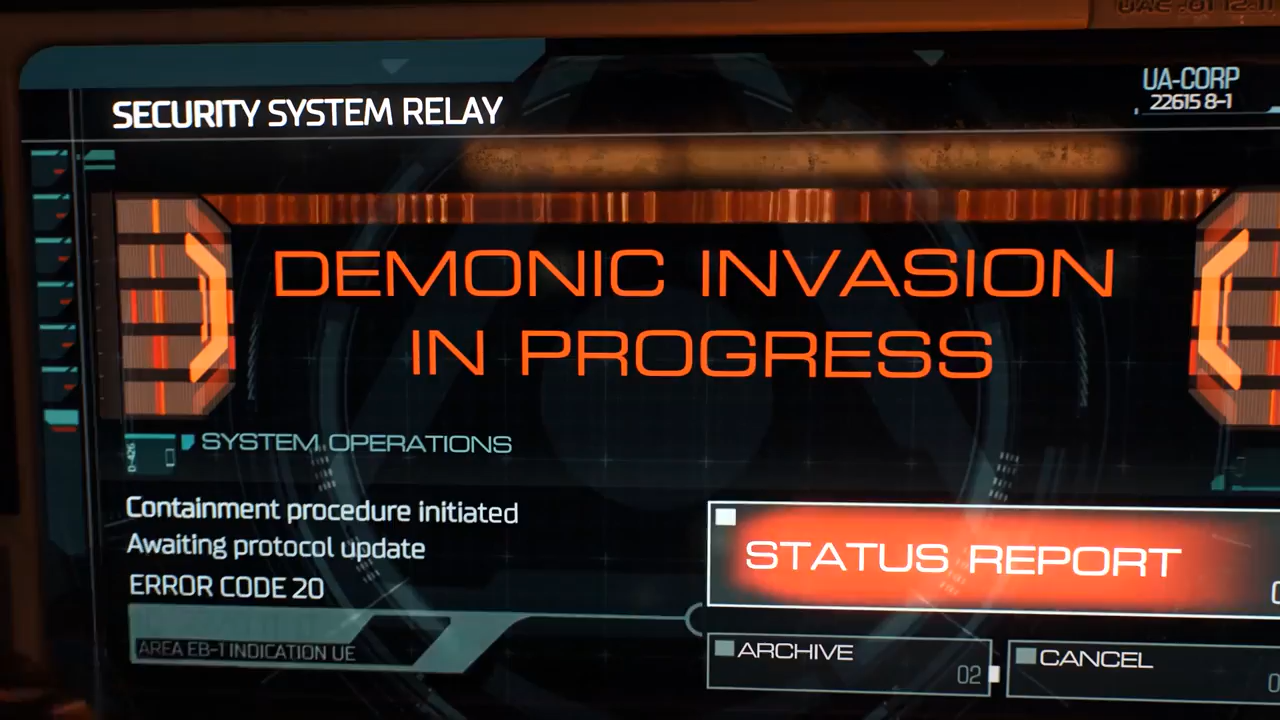 UA-CORP
SECURITY SYSTEM RELAY
22615 8-1
DEMONIC INVASION
IN PROGRESS
SYSTEM OPERATIONS
D-426
Containment procedure initiated
Awaiting protocol update
ERROR CODE 20
AREA EB-1 INDICATION UE
STATUS REPORT
ARCHIVE
02
CANCEL